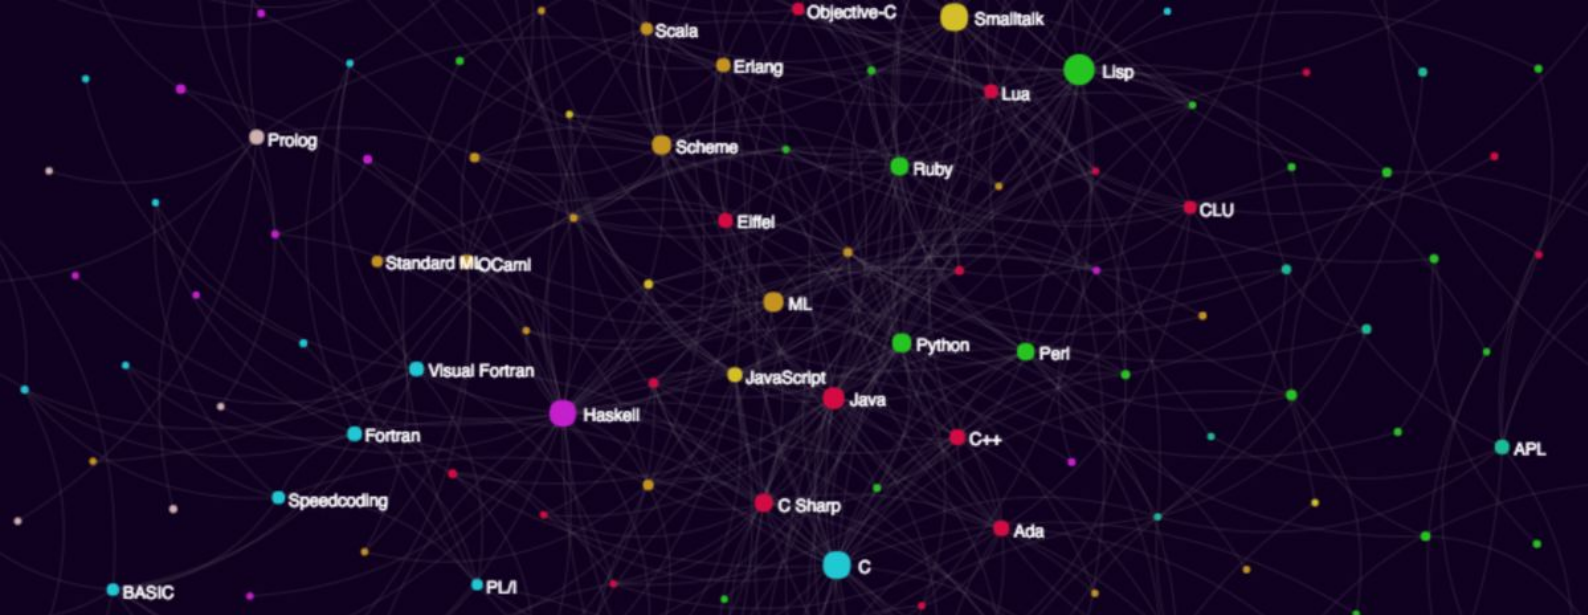 Objective-C
Smalltalk
Scala
Erlang
Lisp
Lua
Prolog
Scheme
Ruby
CLU
Eiffel
Standard ML
OCaml
ML
Python
Perl
Visual Fortran
JavaScript
Java
Haskell
Fortran
C++
APL
Speedcoding
C Sharp
Ada
C
BASIC
PL/I